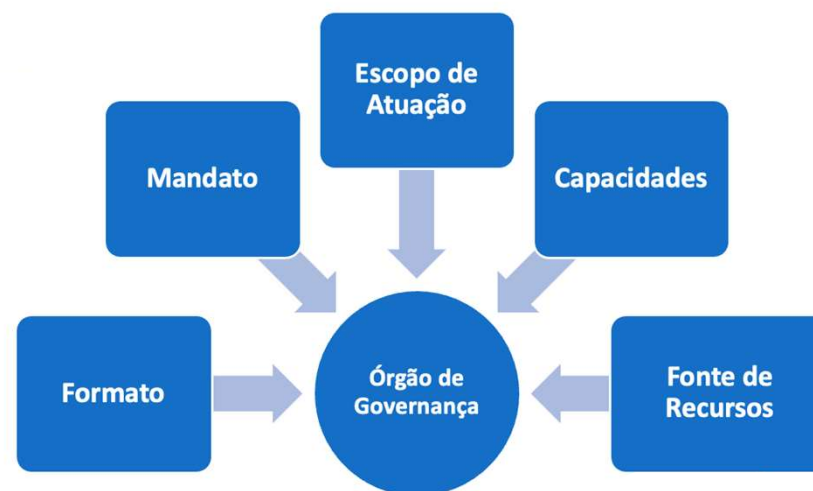 Escopo de
Atuação
Mandato
Capacidades
Formato
Órgão de
Governança
Fonte de
Recursos